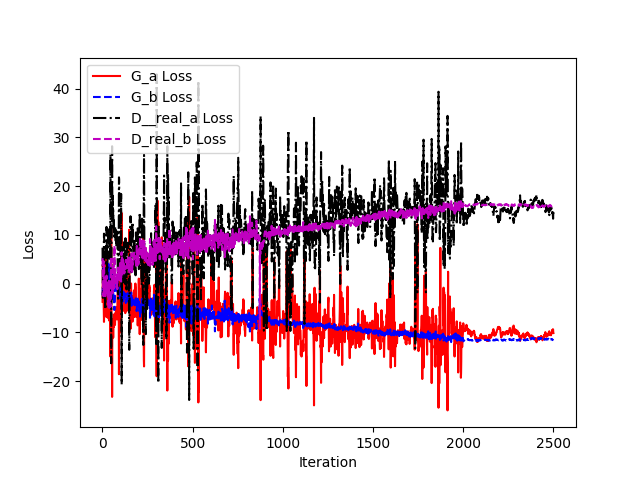 G_a Loss
G_b Loss
D__real_a Loss
D_real_b Loss
Loss
40
30
20
10
0
−10
−20
0
500
1000
1500
2000
2500
Iteration